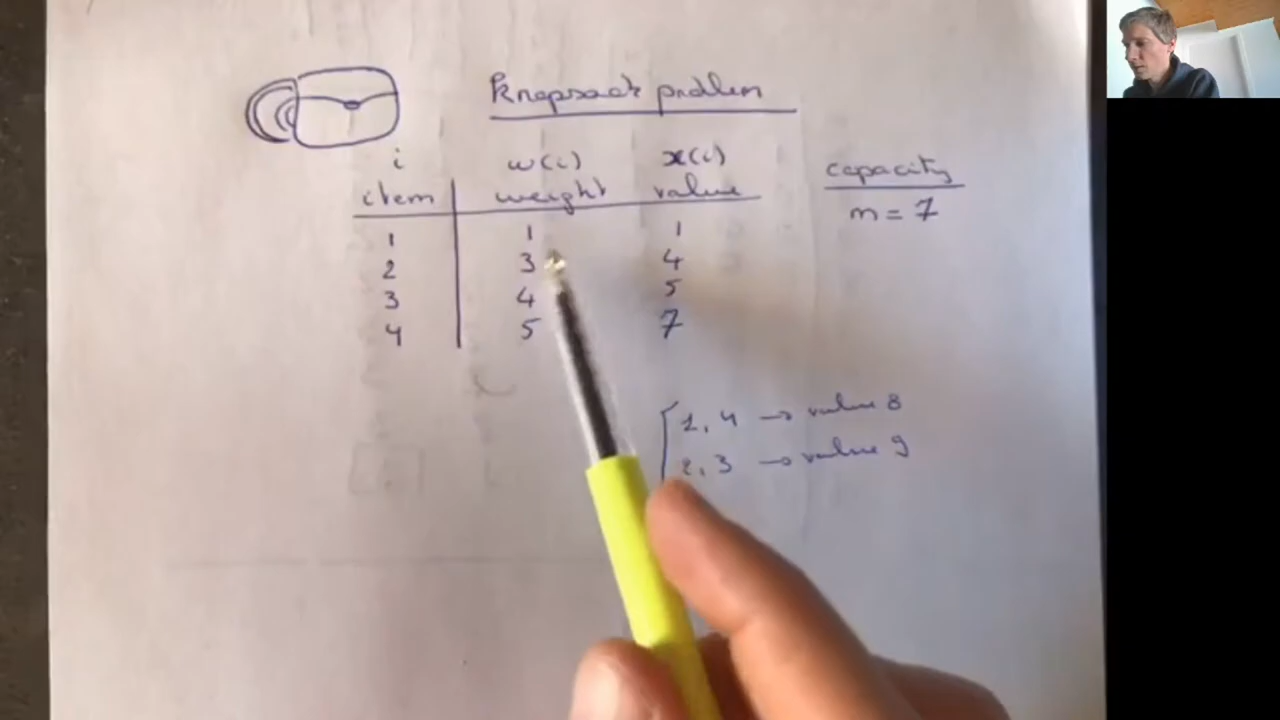 Knapsack problem
i w(i) x(i)
item weight value
capacity
m = 7
1 1 1
2 3 4
3 4 5
4 5 7
1, 4 → value 8
2, 3 → value 9